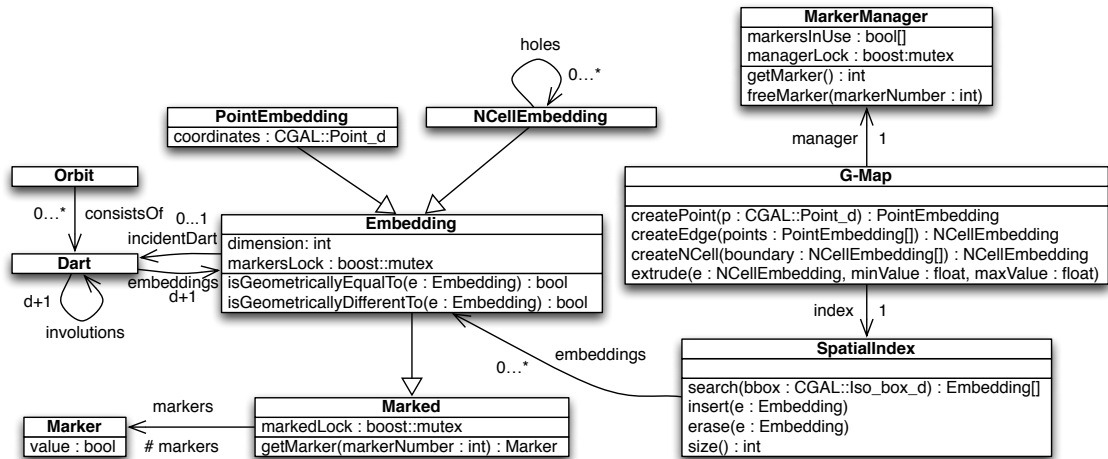 MarkerManager
markersInUse : bool[]
managerLock : boost:mutex
getMarker() : int
freeMarker(markerNumber : int)
holes
0...*
PointEmbedding
coordinates : CGAL::Point_d
NCellEmbedding
manager
1
Orbit
0...*
consistsOf
0...1
incidentDart
Dart
embeddings
d+1
d+1
involutions
Embedding
dimension: int
markersLock : boost::mutex
isGeometricallyEqualTo(e : Embedding) : bool
isGeometricallyDifferentTo(e : Embedding) : bool
G-Map
createPoint(p : CGAL::Point_d) : PointEmbedding
createEdge(points : PointEmbedding[]) : NCellEmbedding
createNCell(boundary : NCellEmbedding[]) : NCellEmbedding
extrude(e : NCellEmbedding, minValue : float, maxValue : float)
index
1
embeddings
0...*
SpatialIndex
search(bbox : CGAL::Iso_box_d) : Embedding[]
insert(e : Embedding)
erase(e : Embedding)
size() : int
Marker
value : bool
markers
# markers
Marked
markedLock : boost::mutex
getMarker(markerNumber : int) : Marker